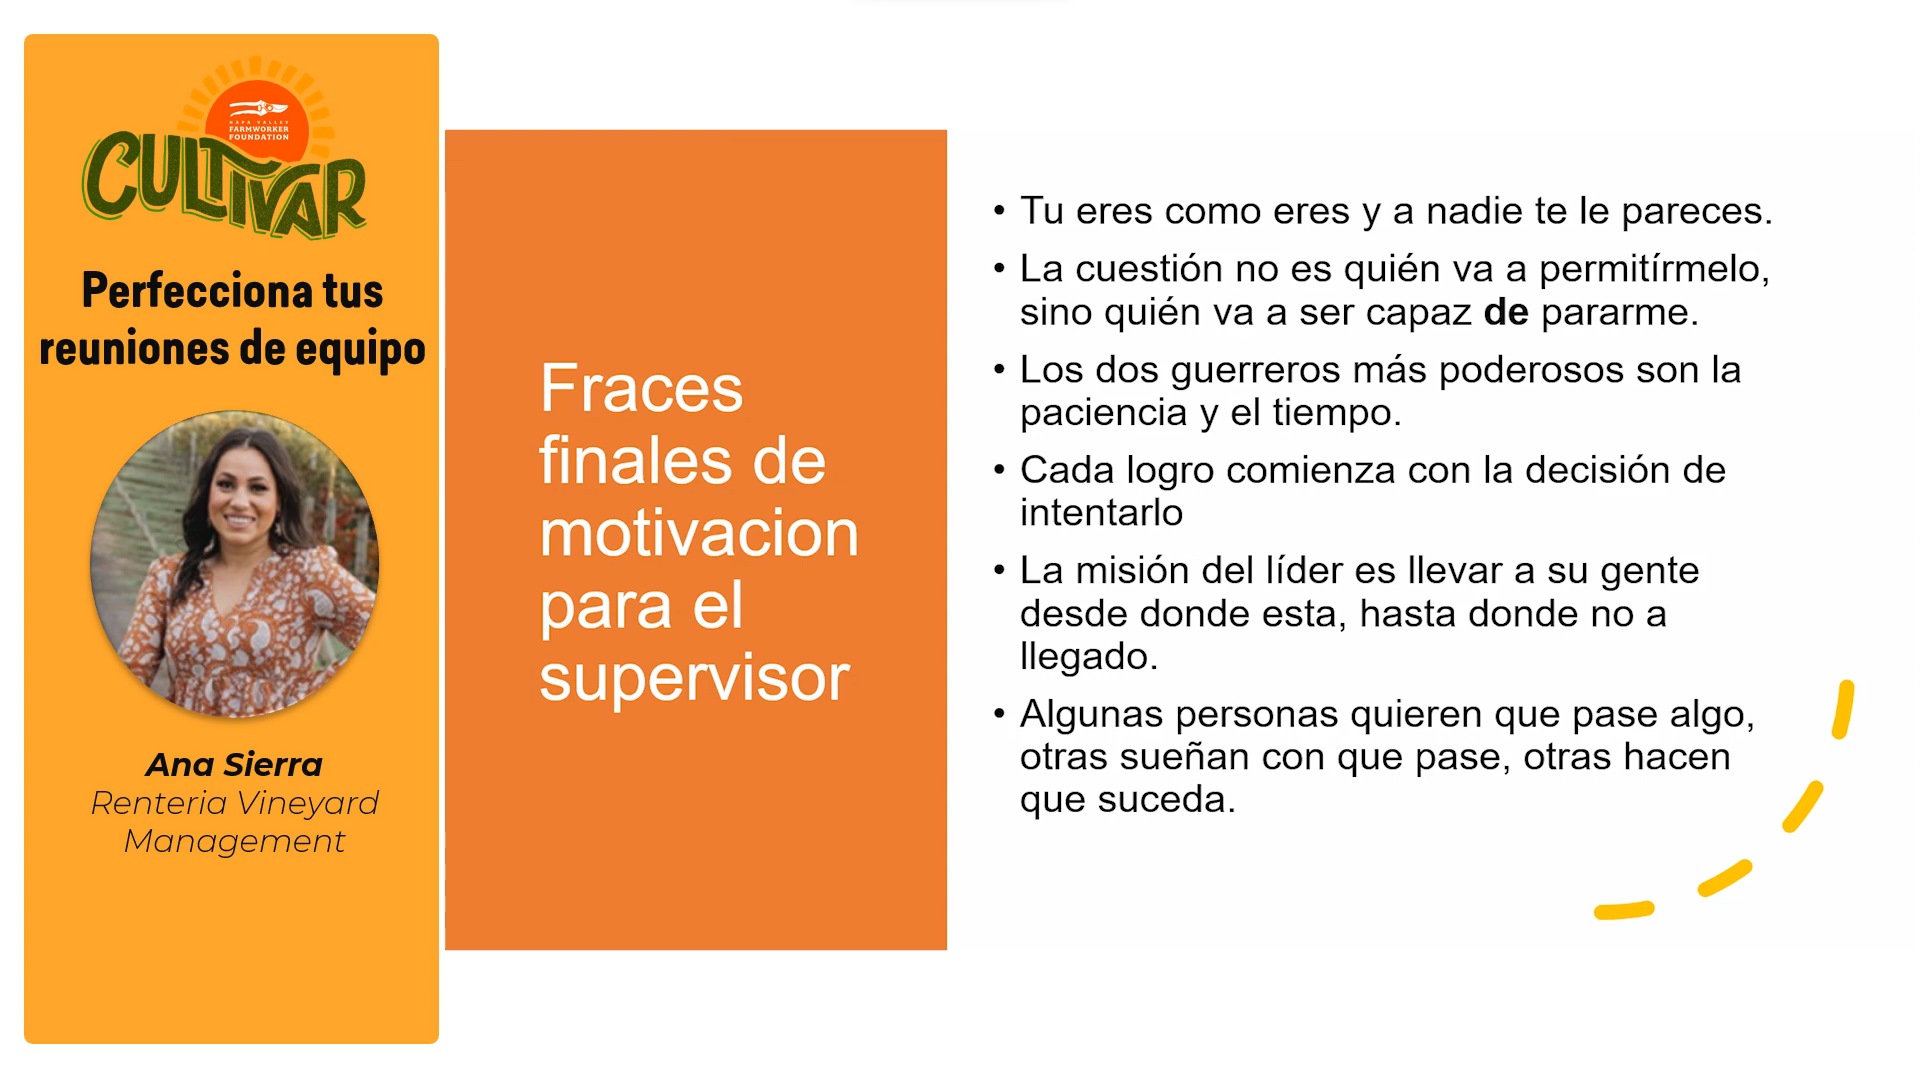 NAPA VALLEY
FARMWORKER
FOUNDATION
CULTIVAR
Perfecciona tus
reuniones de equipo
Ana Sierra
Renteria Vineyard
Management
Fraces
finales de
motivacion
para el
supervisor
• Tu eres como eres y a nadie te le pareces.
• La cuestión no es quién va a permitírmelo,
sino quién va a ser capaz de pararme.
• Los dos guerreros más poderosos son la
paciencia y el tiempo.
• Cada logro comienza con la decisión de
intentarlo
• La misión del líder es llevar a su gente
desde donde esta, hasta donde no a
llegado.
• Algunas personas quieren que pase algo,
otras sueñan con que pase, otras hacen
que suceda.